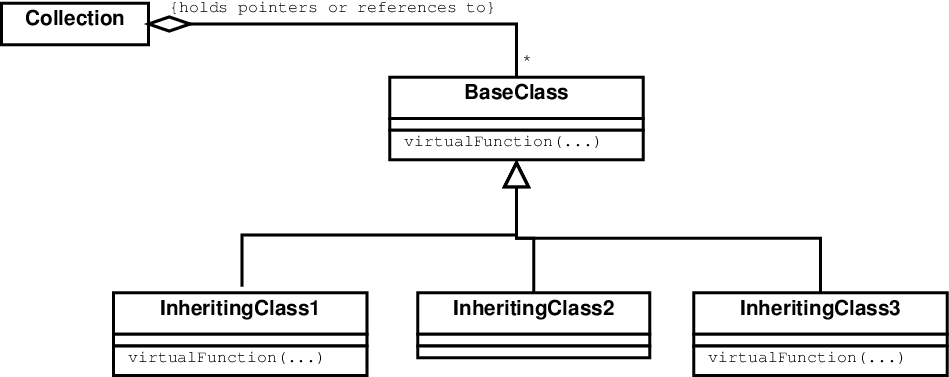 Collection
{holds pointers or references to}
*
BaseClass
virtualFunction(...)
InheritingClass1
InheritingClass2
InheritingClass3
virtualFunction(...)
virtualFunction(...)